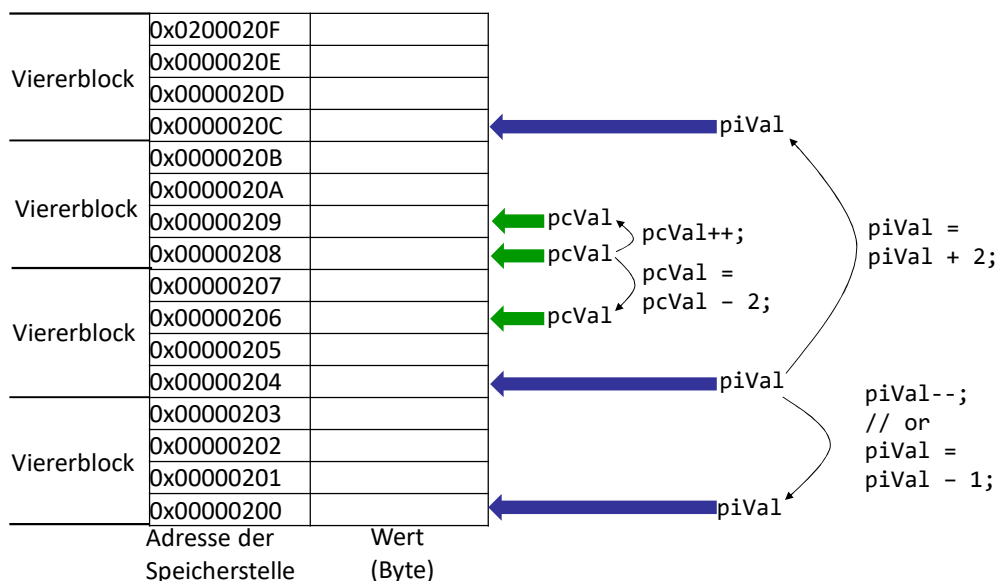 0x0200020F
0x0000020E
Viererblock
0x0000020D
0x0000020C
piVal
0x0000020B
0x0000020A
Viererblock
0x00000209
pcVal
pcVal++;
0x00000208
pcVal
piVal =
piVal + 2;
0x00000207
pcVal =
pcVal – 2;
Viererblock
0x00000206
pcVal
0x00000205
0x00000204
piVal
0x00000203
piVal--;
// or
piVal =
piVal – 1;
0x00000202
Viererblock
0x00000201
0x00000200
piVal
Adresse der
Speicherstelle
Wert
(Byte)